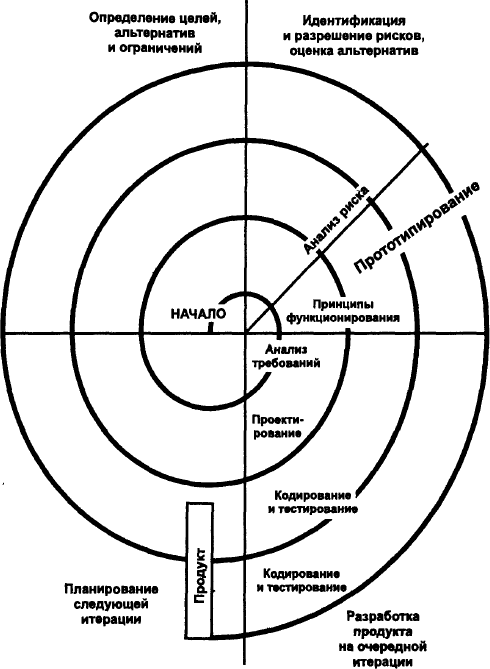 Определение целей,
альтернатив
и ограничений
Идентификация
и разрешение рисков,
оценка альтернатив
Анализ риска
Прототипирование
НАЧАЛО
Принципы
функционирования
Анализ
требований
Проекти-
рование
Кодирование
и тестирование
Продукт
Кодирование
и тестирование
Планирование
следующей
итерации
Разработка
продукта
на очередной
итерации